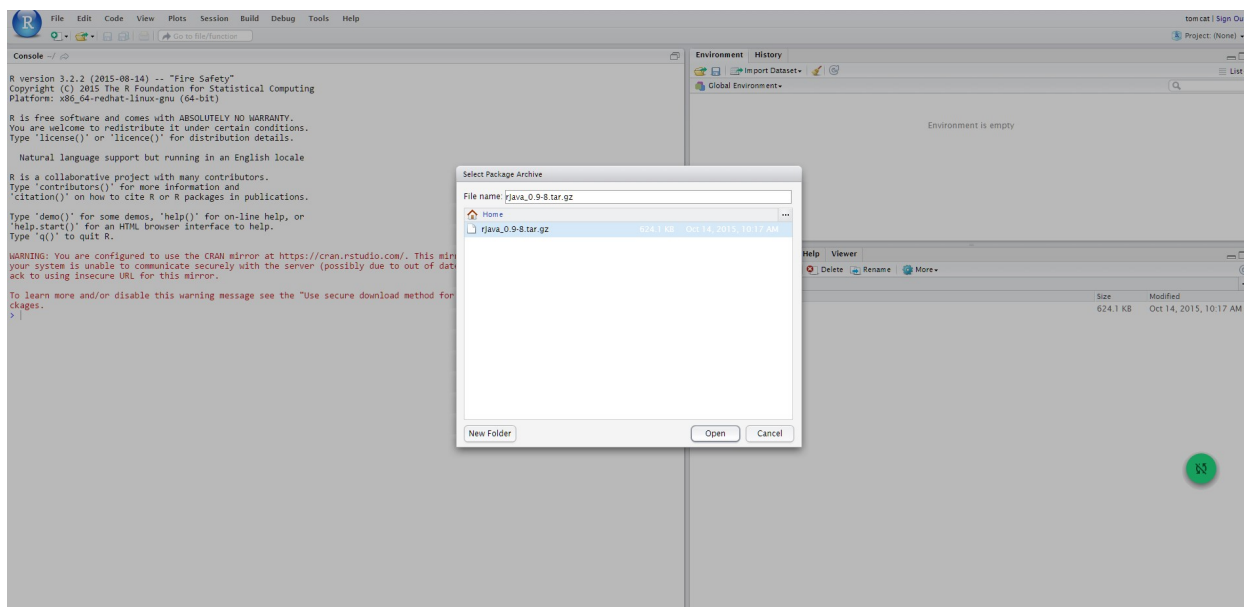 File Edit Code View Plots Session Build Debug Tools Help
tomcat | Sign Ou
Go to file/function
Project: (None)
Console ~/
R version 3.2.2 (2015-08-14) -- "Fire Safety"
Copyright (C) 2015 The R Foundation for Statistical Computing
Platform: x86_64-redhat-linux-gnu (64-bit)
R is free software and comes with ABSOLUTELY NO WARRANTY.
You are welcome to redistribute it under certain conditions.
Type 'license()' or 'licence()' for distribution details.
Natural language support but running in an English locale
R is a collaborative project with many contributors.
Type 'contributors()' for more information and
'citation()' on how to cite R or R packages in publications.
Type 'demo()' for some demos, 'help()' for on-line help, or
'help.start()' for an HTML browser interface to help.
Type 'q()' to quit R.
WARNING: You are configured to use the CRAN mirror at https://cran.rstudio.com/. This mirr
your system is unable to communicate securely with the server (possibly due to out of date
ack to using insecure URL for this mirror.
To learn more and/or disable this warning message see the "Use secure download method for
ckages.
>
Environment History
Import Dataset
List
Global Environment
Environment is empty
Select Package Archive
File name: rJava_0.9-8.tar.gz
Home
...
rJava_0.9-8.tar.gz 624.1 KB Oct 14, 2015, 10:17 AM
New Folder Open Cancel
Help Viewer
Delete Rename More
Size Modified
624.1 KB Oct 14, 2015, 10:17 AM